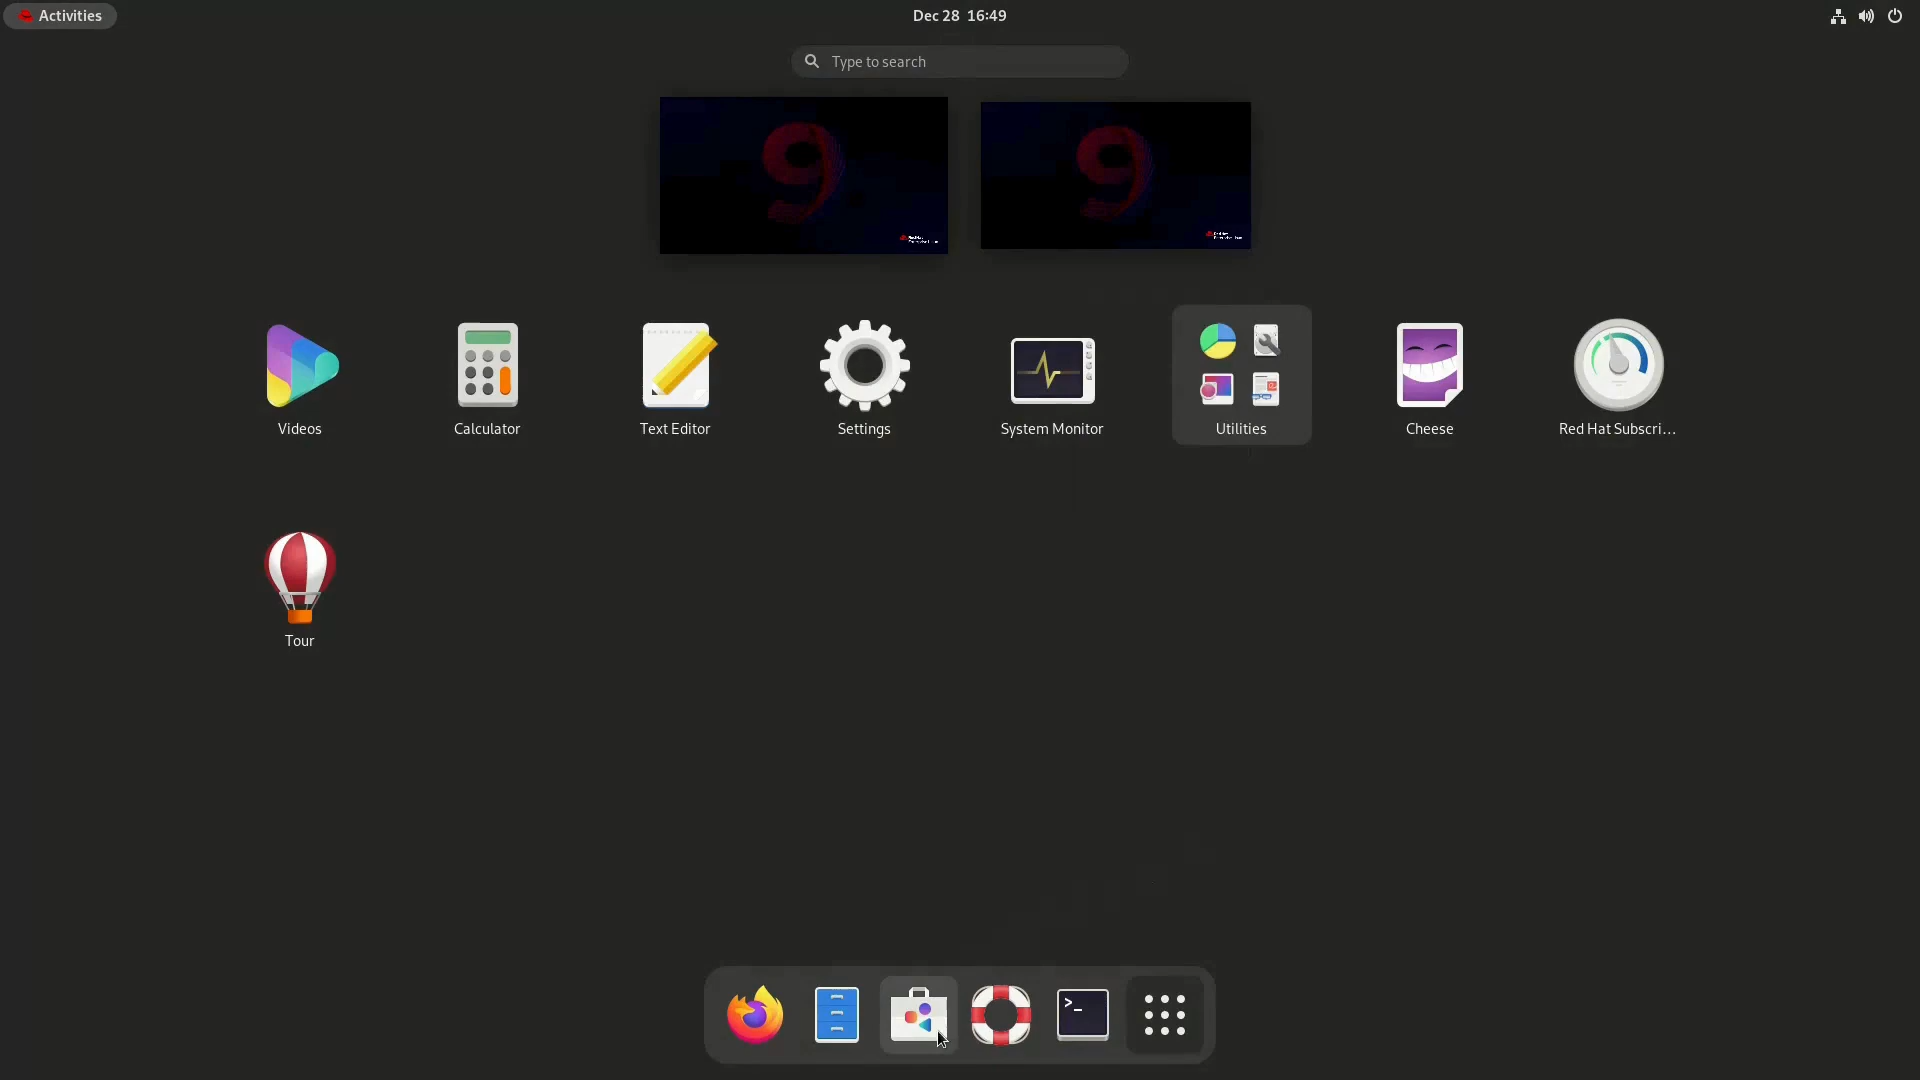 Activities
Dec 28 16:49
Type to search
Videos
Calculator
Text Editor
Settings
System Monitor
Utilities
Cheese
Red Hat Subscri...
Tour
>_